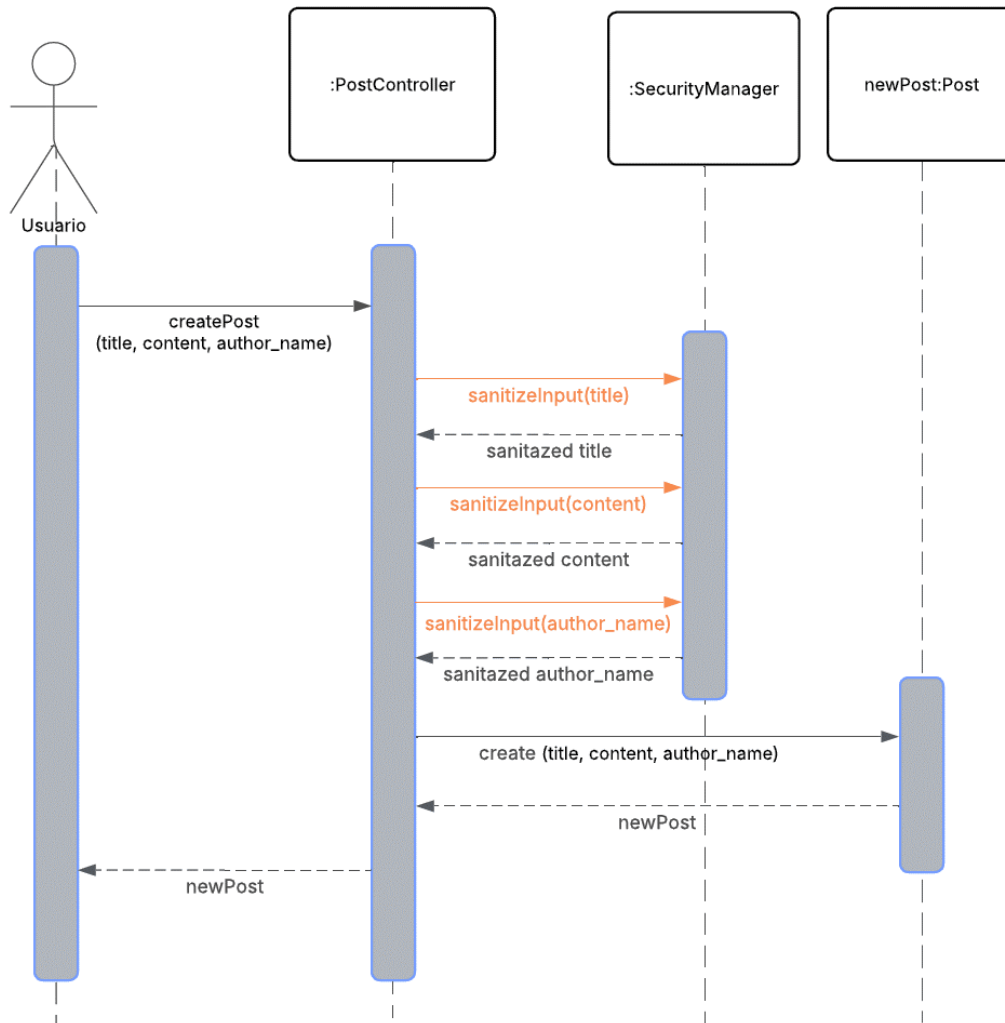 :PostController
:SecurityManager
newPost:Post
Usuario
createPost
(title, content, author_name)
sanitizeInput(title)
sanitazed title
sanitizeInput(content)
sanitazed content
sanitizeInput(author_name)
sanitazed author_name
create (title, content, author_name)
newPost
newPost